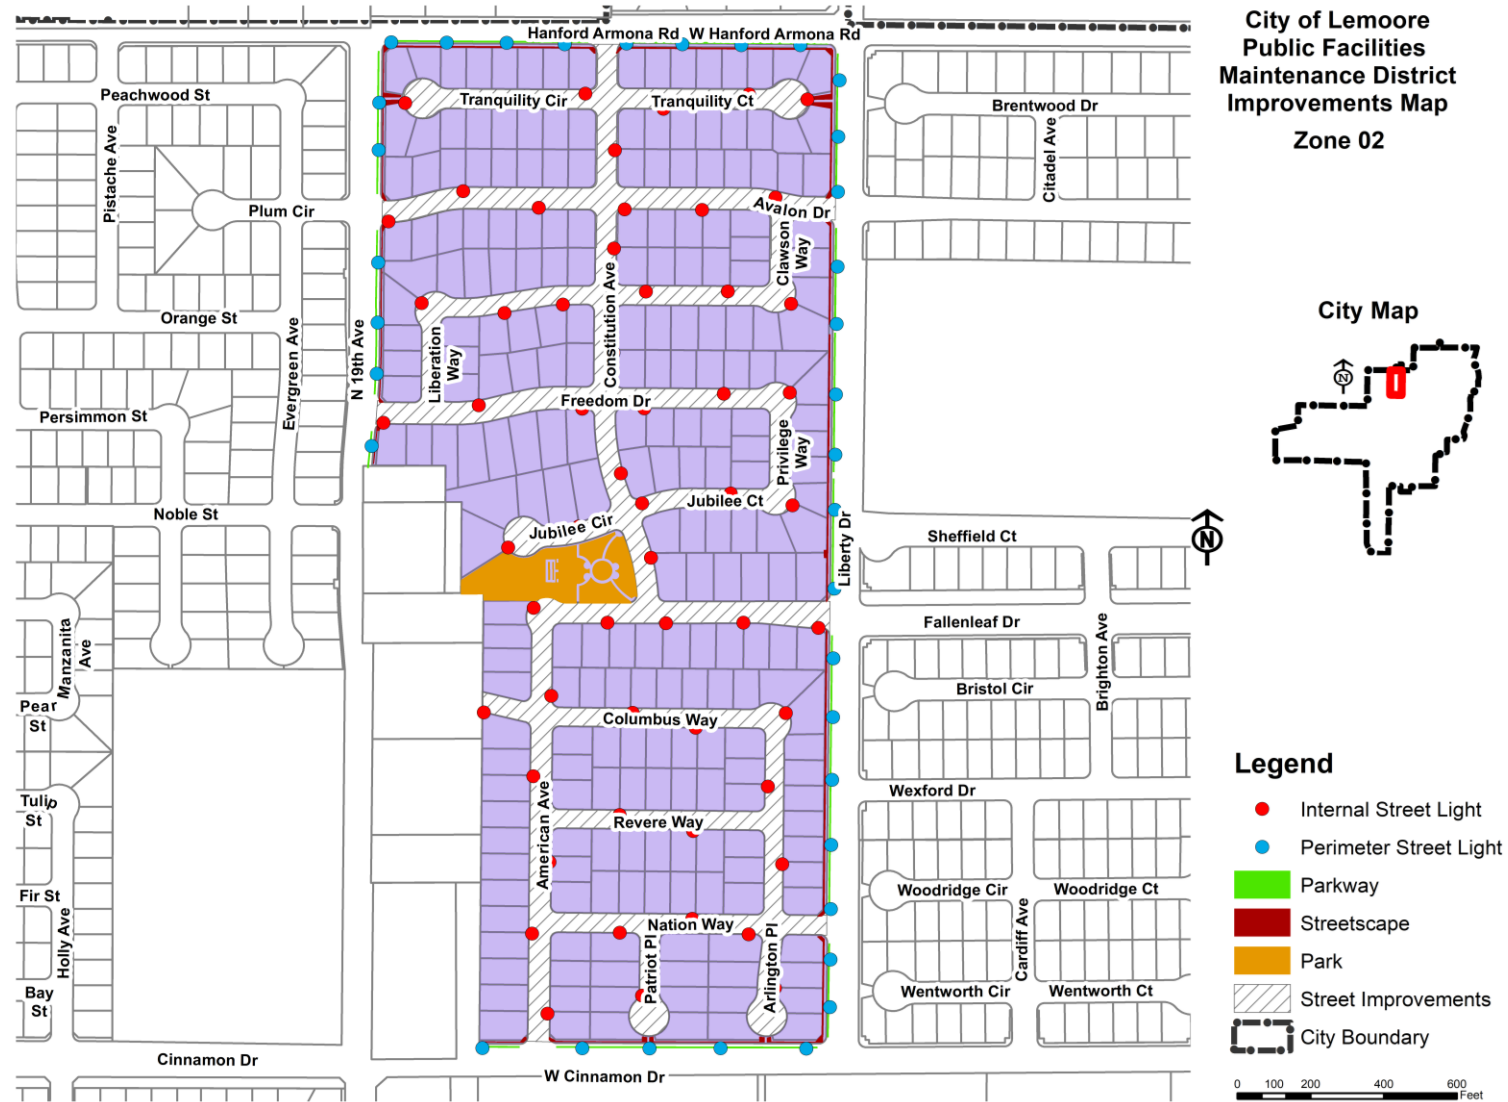 City of Lemoore
Public Facilities
Maintenance District
Improvements Map
Zone 02
Hanford Armona Rd
W Hanford Armona Rd
Peachwood St
Tranquility Cir
Tranquility Ct
Brentwood Dr
Pistache Ave
Citadel Ave
Plum Cir
Avalon Dr
Clawson
Way
Orange St
Evergreen Ave
N 19th Ave
Liberation
Way
Constitution Ave
City Map
N
Persimmon St
Freedom Dr
Privilege
Way
Noble St
Jubilee Cir
Jubilee Ct
Liberty Dr
Sheffield Ct
N
Manzanita
Ave
Fallenleaf Dr
Brighton Ave
Pear
St
Bristol Cir
Columbus Way
Tulip
St
American Ave
Revere Way
Wexford Dr
Fir St
Holly Ave
Nation Way
Woodridge Cir
Woodridge Ct
Cardiff Ave
Bay
St
Patriot Pl
Arlington Pl
Wentworth Cir
Wentworth Ct
Cinnamon Dr
W Cinnamon Dr
Legend
Internal Street Light
Perimeter Street Light
Parkway
Streetscape
Park
Street Improvements
City Boundary
0 100 200 400 600
Feet